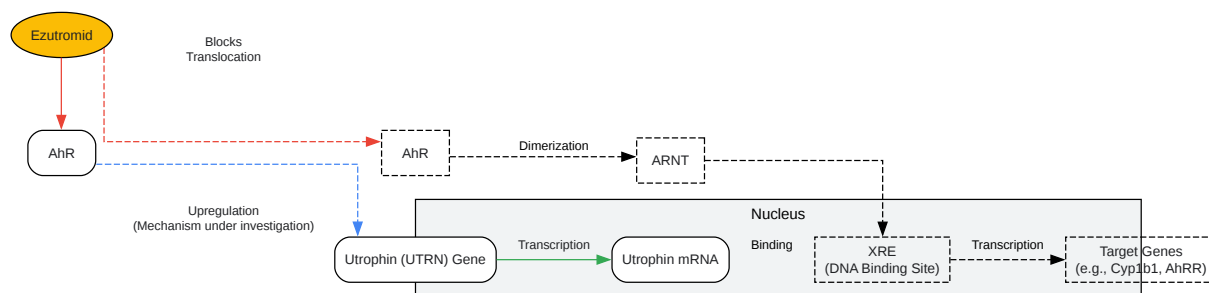 Ezutromid
Blocks
Translocation
AhR
AhR
Dimerization
ARNT
Upregulation
(Mechanism under investigation)
Nucleus
Utrophin (UTRN) Gene
Transcription
Utrophin mRNA
Binding
XRE
(DNA Binding Site)
Transcription
Target Genes
(e.g., Cyp1b1, AhRR)